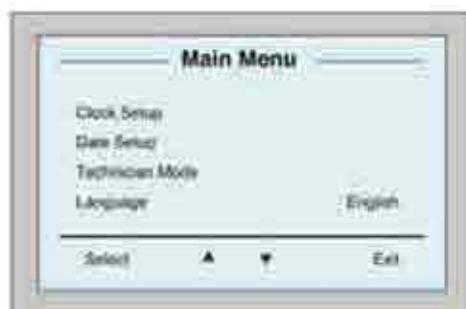 Main Menu
Clock Setup
Date Setup
Technician Mode
Language English
Select ▲ ▼ Exit